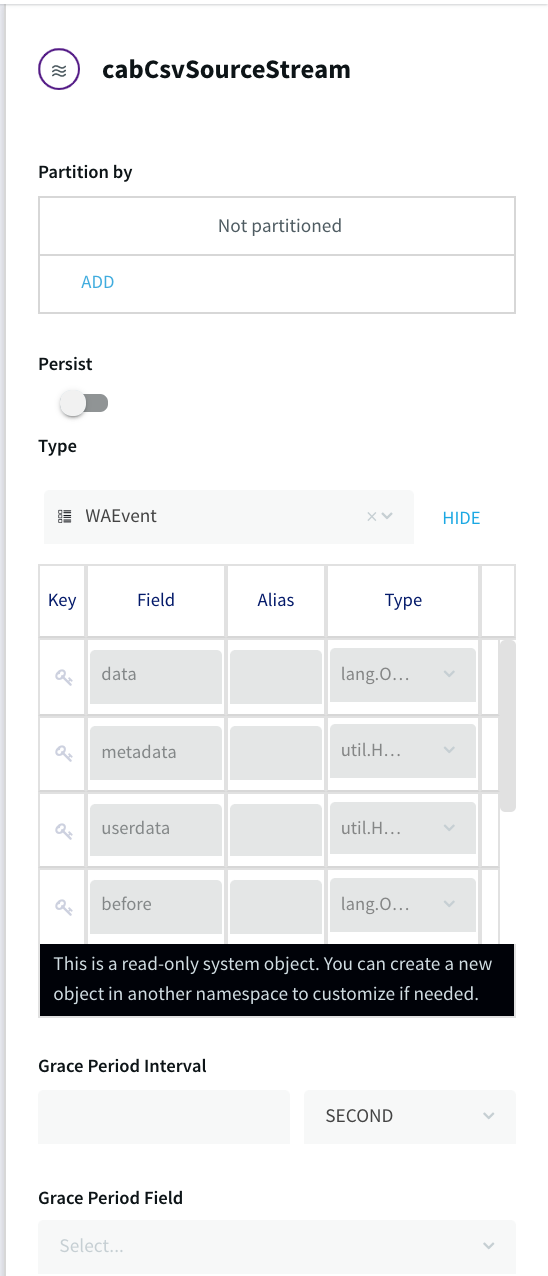 cabCsvSourceStream
Partition by
Not partitioned
ADD
Persist
Type
WAEvent
HIDE
Key Field Alias Type
data lang.O...
metadata util.H...
userdata util.H...
before lang.O...
This is a read-only system object. You can create a new
object in another namespace to customize if needed.
Grace Period Interval
SECOND
Grace Period Field
Select...